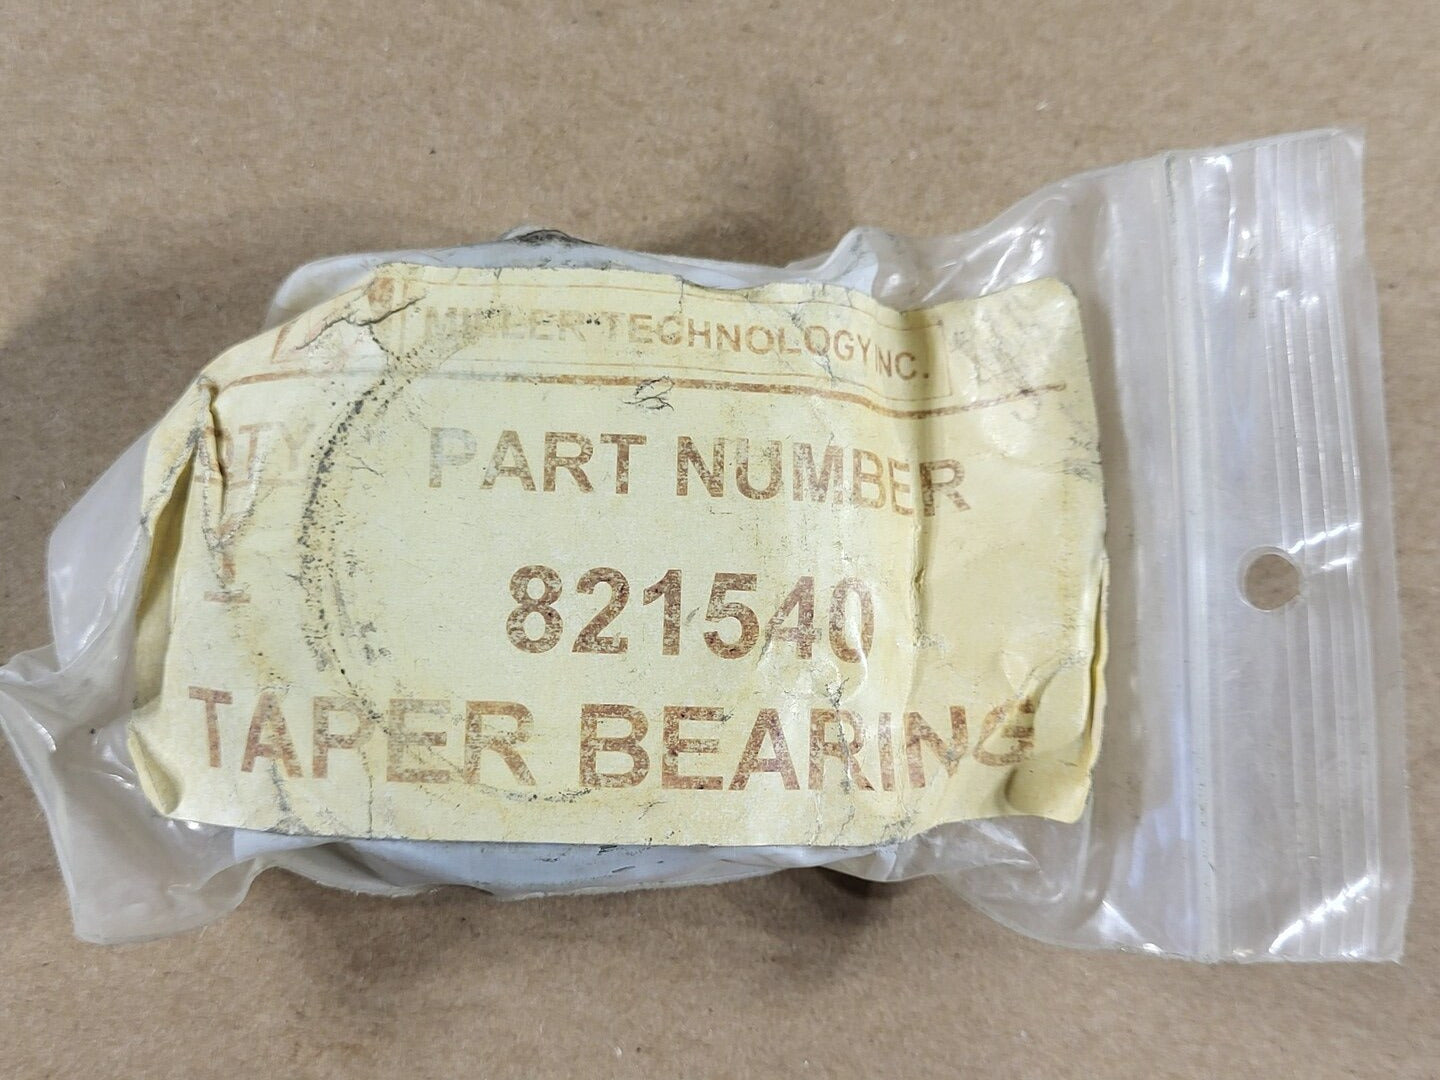 MILLER TECHNOLOGY INC.
QTY PART NUMBER
1 821540
TAPER BEARING